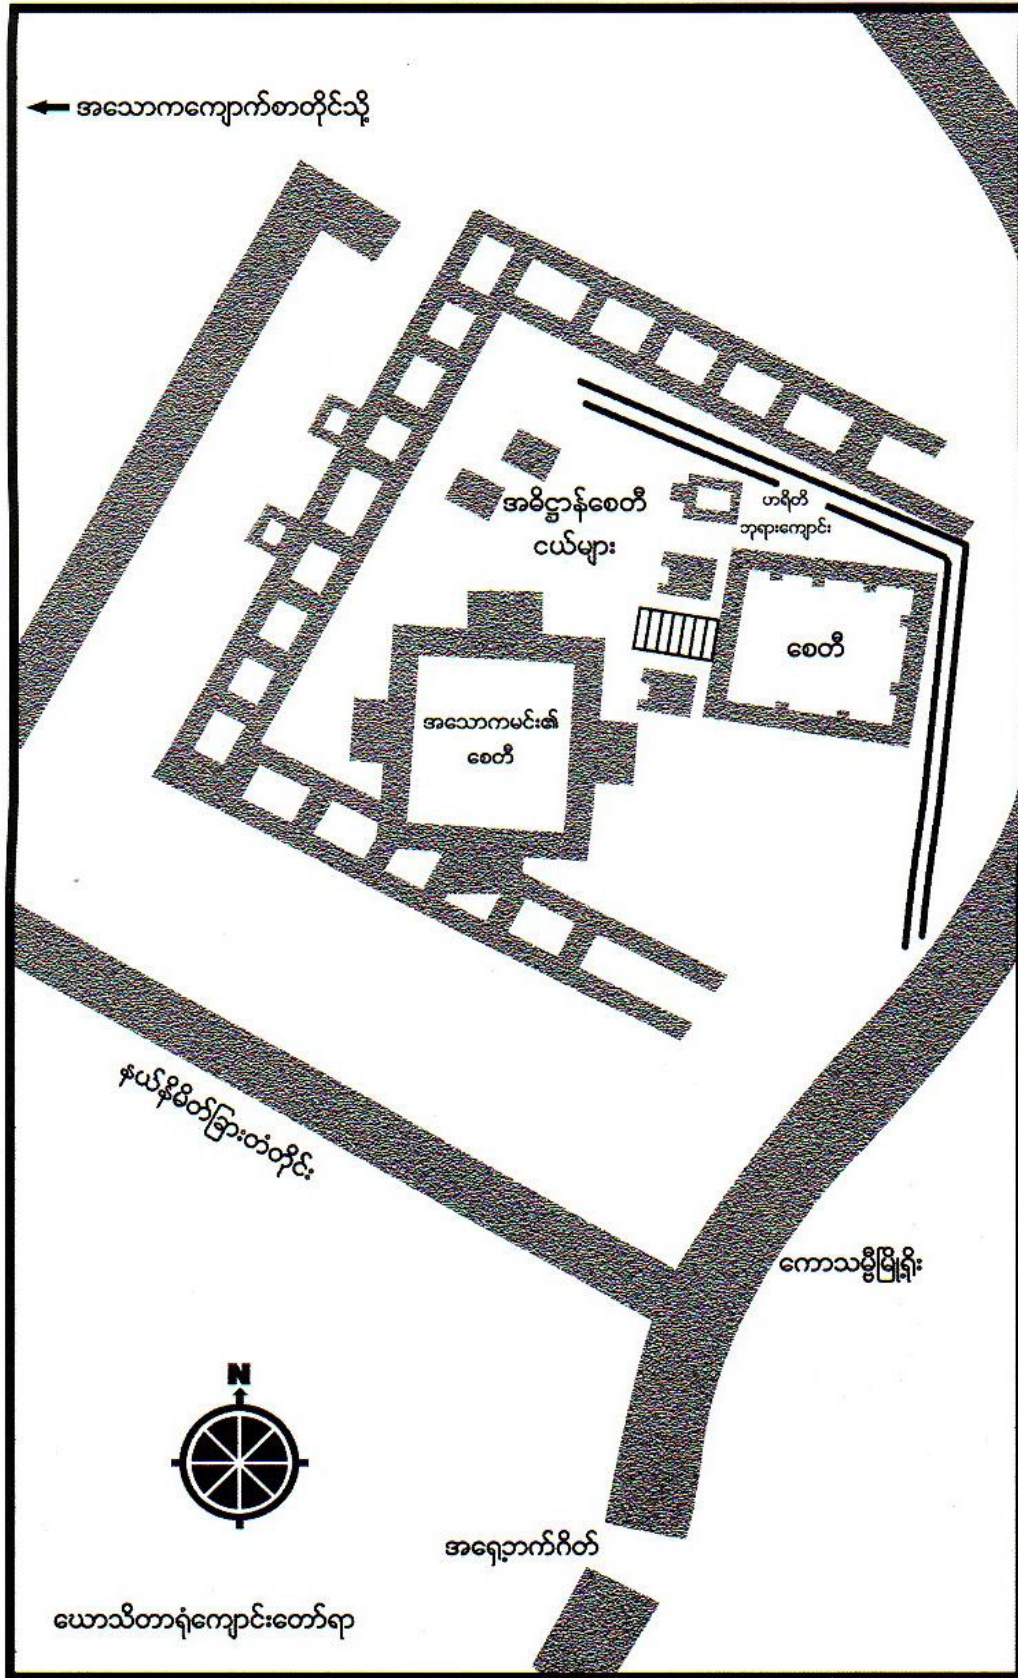 အသောကကျောက်စာတိုင်သို့
အဓိဋ္ဌာန်စေတီ
ငယ်များ
ဟရိတိ
ဘုရားကျောင်း
စေတီ
အသောကမင်း၏
စေတီ
နယ်နိမိတ်ခြားတံတိုင်း
ကောသမ္ဗီမြို့ရိုး
N
အရှေ့ဘက်ဂိတ်
ဃောသိတာရုံကျောင်းတော်ရာ